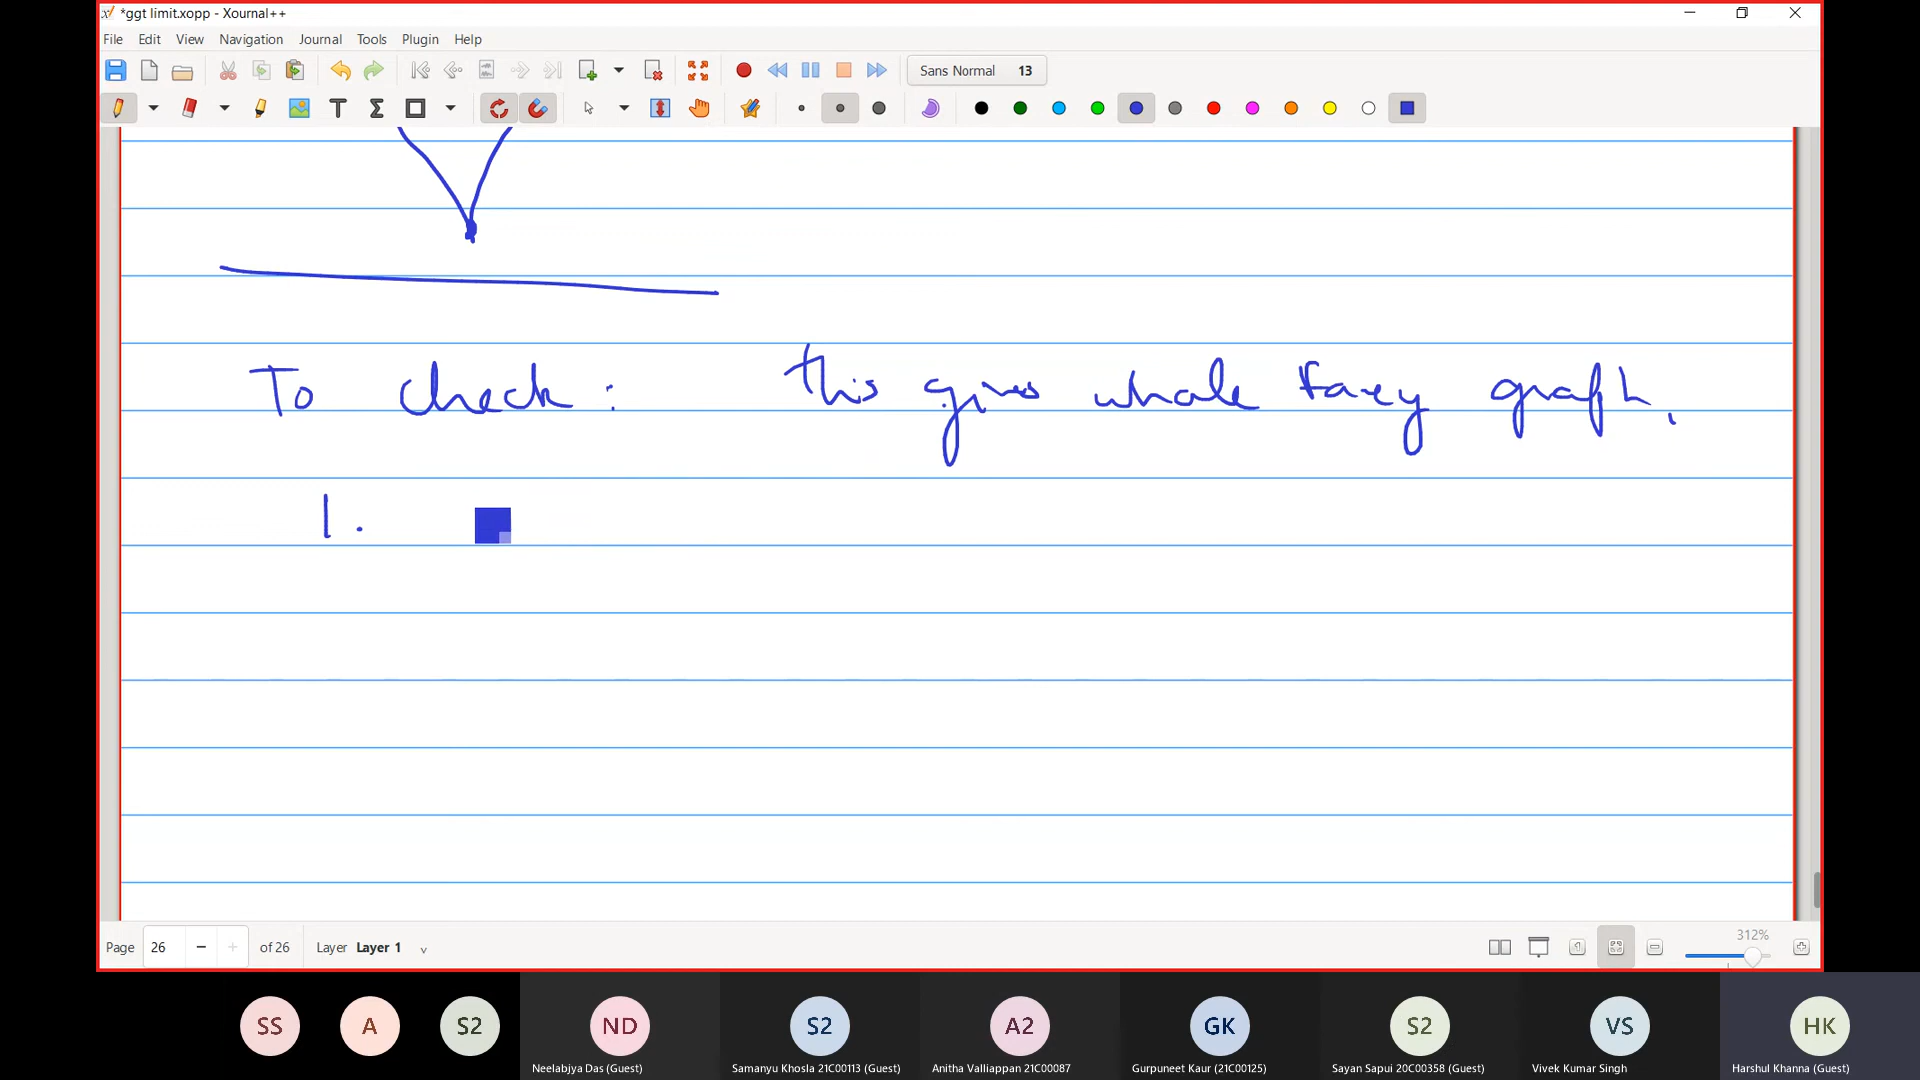 *ggt limit.xopp - Xournal++
File Edit View Navigation Journal Tools Plugin Help
Sans Normal 13
To check: this gives whole Farey graph.
1.
Page 26 of 26 Layer Layer 1
312%
SS A S2 ND S2 A2 GK S2 VS HK
Neelabjya Das (Guest) Samanyu Khosla 21C00113 (Guest) Anitha Valliappan 21C00087 Gurpuneet Kaur (21C00125) Sayan Sapui 20C00358 (Guest) Vivek Kumar Singh Harshul Khanna (Guest)